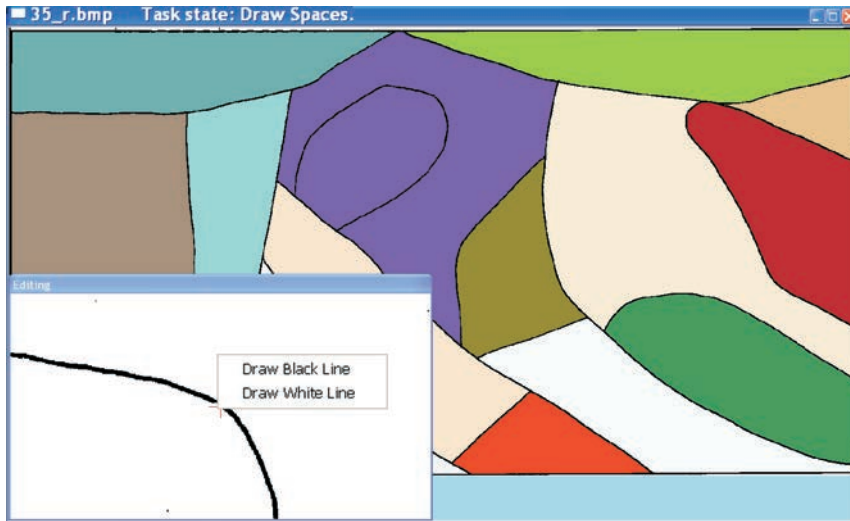 35_r.bmp Task state: Draw Spaces.
Editing
Draw Black Line
Draw White Line